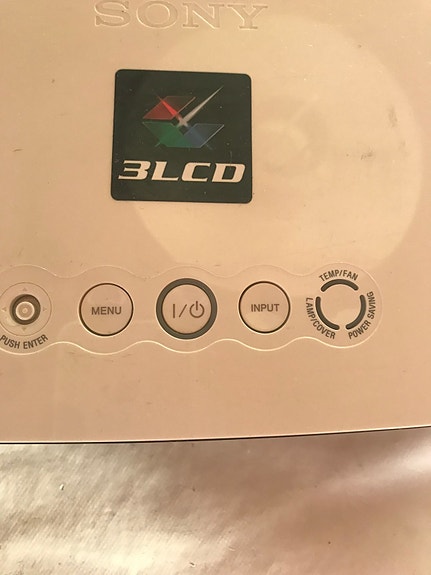 SONY
3LCD
PUSH ENTER
MENU
I/⏻
INPUT
TEMP/FAN
LAMP/COVER
POWER SAVING